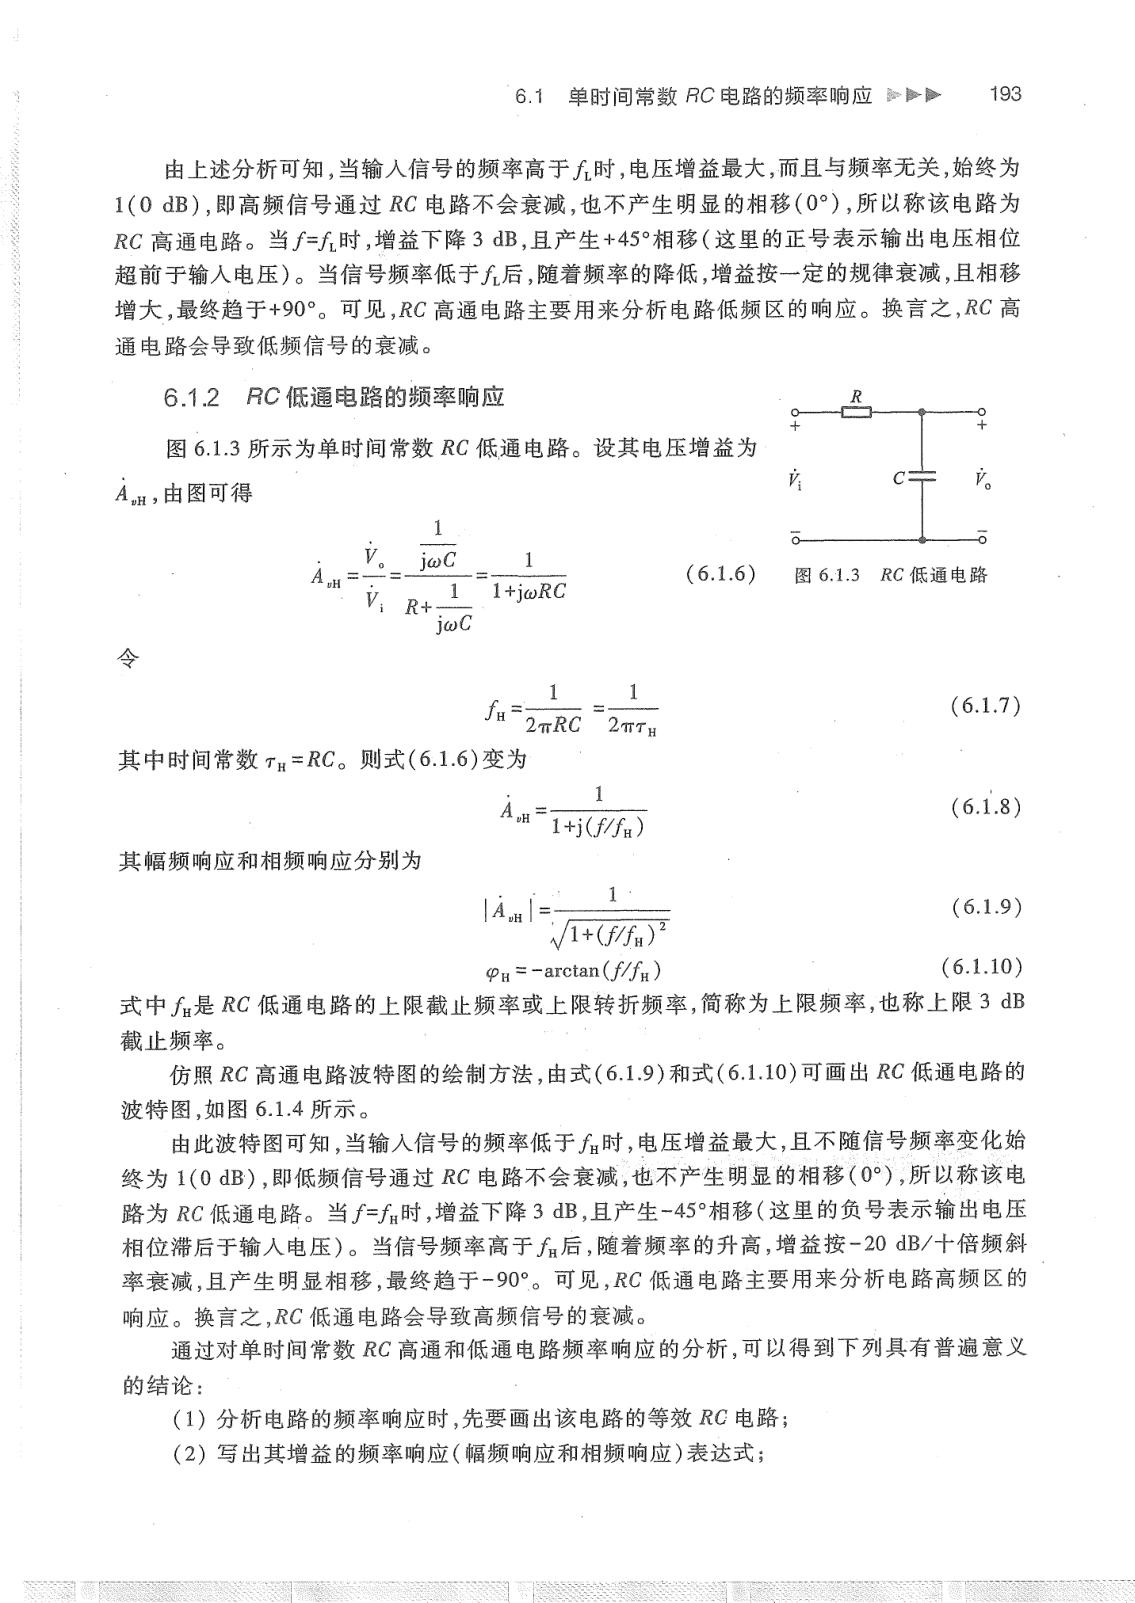 6.1 单时间常数 RC 电路的频率响应 ▶▶▶ 193
由上述分析可知,当输入信号的频率高于 f_L时,电压增益最大,而且与频率无关,始终为
1(0 dB),即高频信号通过 RC 电路不会衰减,也不产生明显的相移(0°),所以称该电路为
RC 高通电路。当 f=f_L时,增益下降 3 dB,且产生+45°相移(这里的正号表示输出电压相位
超前于输入电压)。当信号频率低于 f_L后,随着频率的降低,增益按一定的规律衰减,且相移
增大,最终趋于+90°。可见,RC 高通电路主要用来分析电路低频区的响应。换言之,RC 高
通电路会导致低频信号的衰减。
6.1.2 RC 低通电路的频率响应
图 6.1.3 所示为单时间常数 RC 低通电路。设其电压增益为
Ȧ_vH,由图可得
R
+ +
V̇_i C V̇_o
- -
图 6.1.3 RC 低通电路
Ȧ_vH = V̇_o/V̇_i = (1/jωC)/(R+1/jωC) = 1/(1+jωRC) (6.1.6)
令
f_H = 1/(2πRC) = 1/(2πτ_H) (6.1.7)
其中时间常数 τ_H=RC。则式(6.1.6)变为
Ȧ_vH = 1/(1+j(f/f_H)) (6.1.8)
其幅频响应和相频响应分别为
|Ȧ_vH| = 1/√(1+(f/f_H)²) (6.1.9)
φ_H = -arctan(f/f_H) (6.1.10)
式中 f_H是 RC 低通电路的上限截止频率或上限转折频率,简称为上限频率,也称上限 3 dB
截止频率。
仿照 RC 高通电路波特图的绘制方法,由式(6.1.9)和式(6.1.10)可画出 RC 低通电路的
波特图,如图 6.1.4 所示。
由此波特图可知,当输入信号的频率低于 f_H时,电压增益最大,且不随信号频率变化始
终为 1(0 dB),即低频信号通过 RC 电路不会衰减,也不产生明显的相移(0°),所以称该电
路为 RC 低通电路。当 f=f_H时,增益下降 3 dB,且产生-45°相移(这里的负号表示输出电压
相位滞后于输入电压)。当信号频率高于 f_H后,随着频率的升高,增益按-20 dB/十倍频斜
率衰减,且产生明显相移,最终趋于-90°。可见,RC 低通电路主要用来分析电路高频区的
响应。换言之,RC 低通电路会导致高频信号的衰减。
通过对单时间常数 RC 高通和低通电路频率响应的分析,可以得到下列具有普遍意义
的结论:
(1) 分析电路的频率响应时,先要画出该电路的等效 RC 电路;
(2) 写出其增益的频率响应(幅频响应和相频响应)表达式;